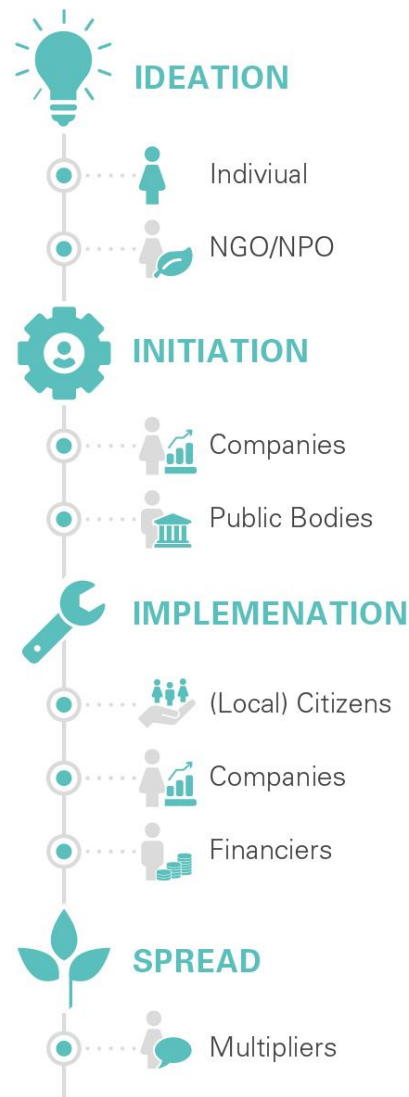 IDEATION
Indiviual
NGO/NPO
INITIATION
Companies
Public Bodies
IMPLEMENATION
(Local) Citizens
Companies
Financiers
SPREAD
Multipliers